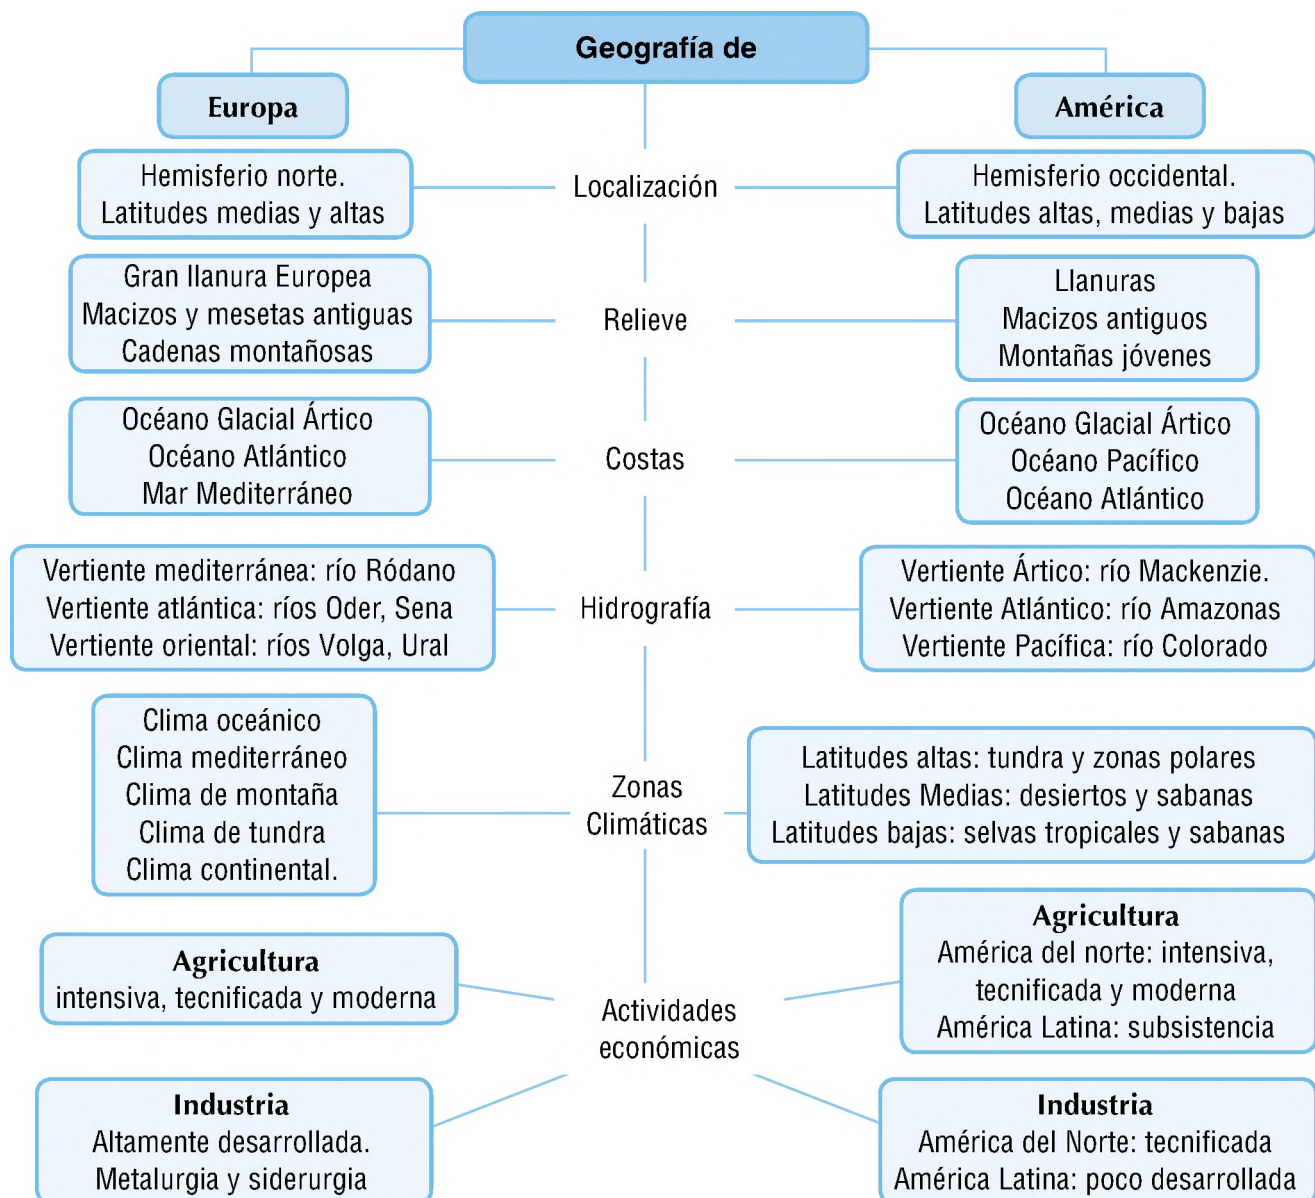 Geografía de
Europa
América
Hemisferio norte.
Latitudes medias y altas
Localización
Hemisferio occidental.
Latitudes altas, medias y bajas
Gran llanura Europea
Macizos y mesetas antiguas
Cadenas montañosas
Relieve
Llanuras
Macizos antiguos
Montañas jóvenes
Océano Glacial Ártico
Océano Atlántico
Mar Mediterráneo
Costas
Océano Glacial Ártico
Océano Pacífico
Océano Atlántico
Vertiente mediterránea: río Ródano
Vertiente atlántica: ríos Oder, Sena
Vertiente oriental: ríos Volga, Ural
Hidrografía
Vertiente Ártico: río Mackenzie.
Vertiente Atlántico: río Amazonas
Vertiente Pacífica: río Colorado
Clima oceánico
Clima mediterráneo
Clima de montaña
Clima de tundra
Clima continental.
Zonas
Climáticas
Latitudes altas: tundra y zonas polares
Latitudes Medias: desiertos y sabanas
Latitudes bajas: selvas tropicales y sabanas
Agricultura
intensiva, tecnificada y moderna
Actividades
económicas
Agricultura
América del norte: intensiva,
tecnificada y moderna
América Latina: subsistencia
Industria
Altamente desarrollada.
Metalurgia y siderurgia
Industria
América del Norte: tecnificada
América Latina: poco desarrollada